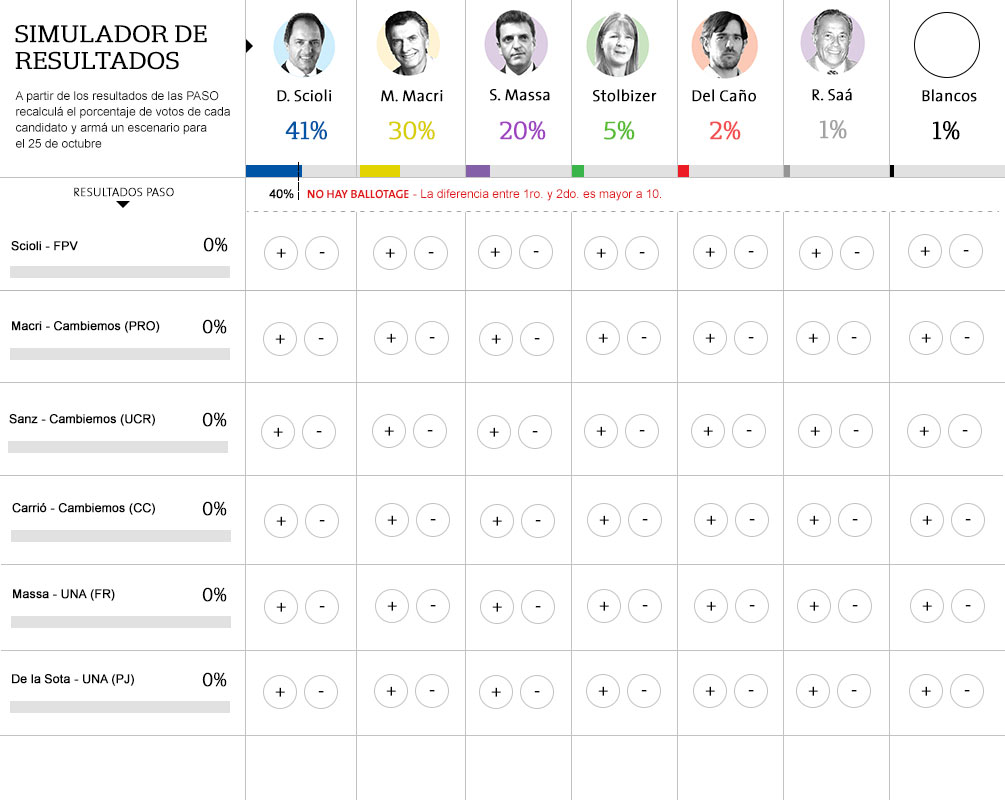 SIMULADOR DE
RESULTADOS
A partir de los resultados de las PASO
recalculá el porcentaje de votos de cada
candidato y armá un escenario para
el 25 de octubre
D. Scioli
M. Macri
S. Massa
Stolbizer
Del Caño
R. Saá
Blancos
41%
30%
20%
5%
2%
1%
1%
RESULTADOS PASO
40%
NO HAY BALLOTAGE - La diferencia entre 1ro. y 2do. es mayor a 10.
Scioli - FPV 0%
+ - + - + - + - + - + - + -
Macri - Cambiemos (PRO) 0%
+ - + - + - + - + - + - + -
Sanz - Cambiemos (UCR) 0%
+ - + - + - + - + - + - + -
Carrió - Cambiemos (CC) 0%
+ - + - + - + - + - + - + -
Massa - UNA (FR) 0%
+ - + - + - + - + - + - + -
De la Sota - UNA (PJ) 0%
+ - + - + - + - + - + - + -